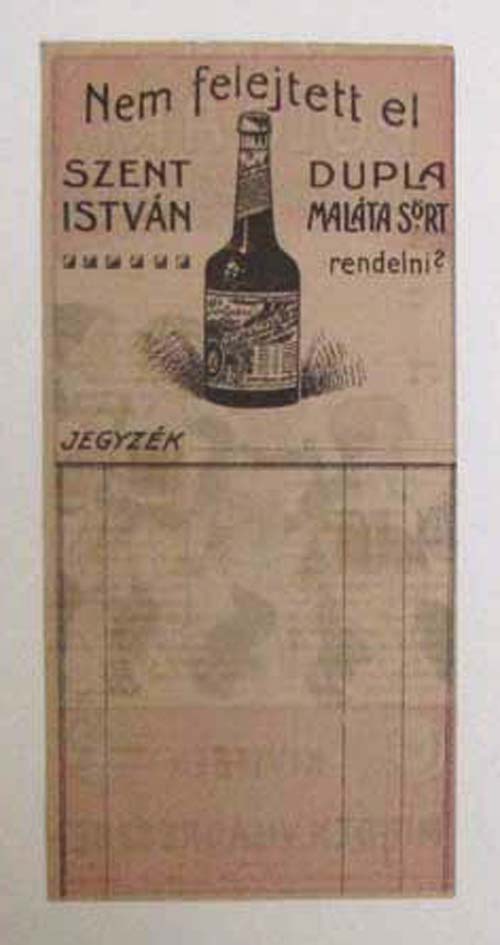 Nem felejtett el
SZENT
ISTVÁN
DUPLA
MALÁTA SÖRT
rendelni?
JEGYZÉK